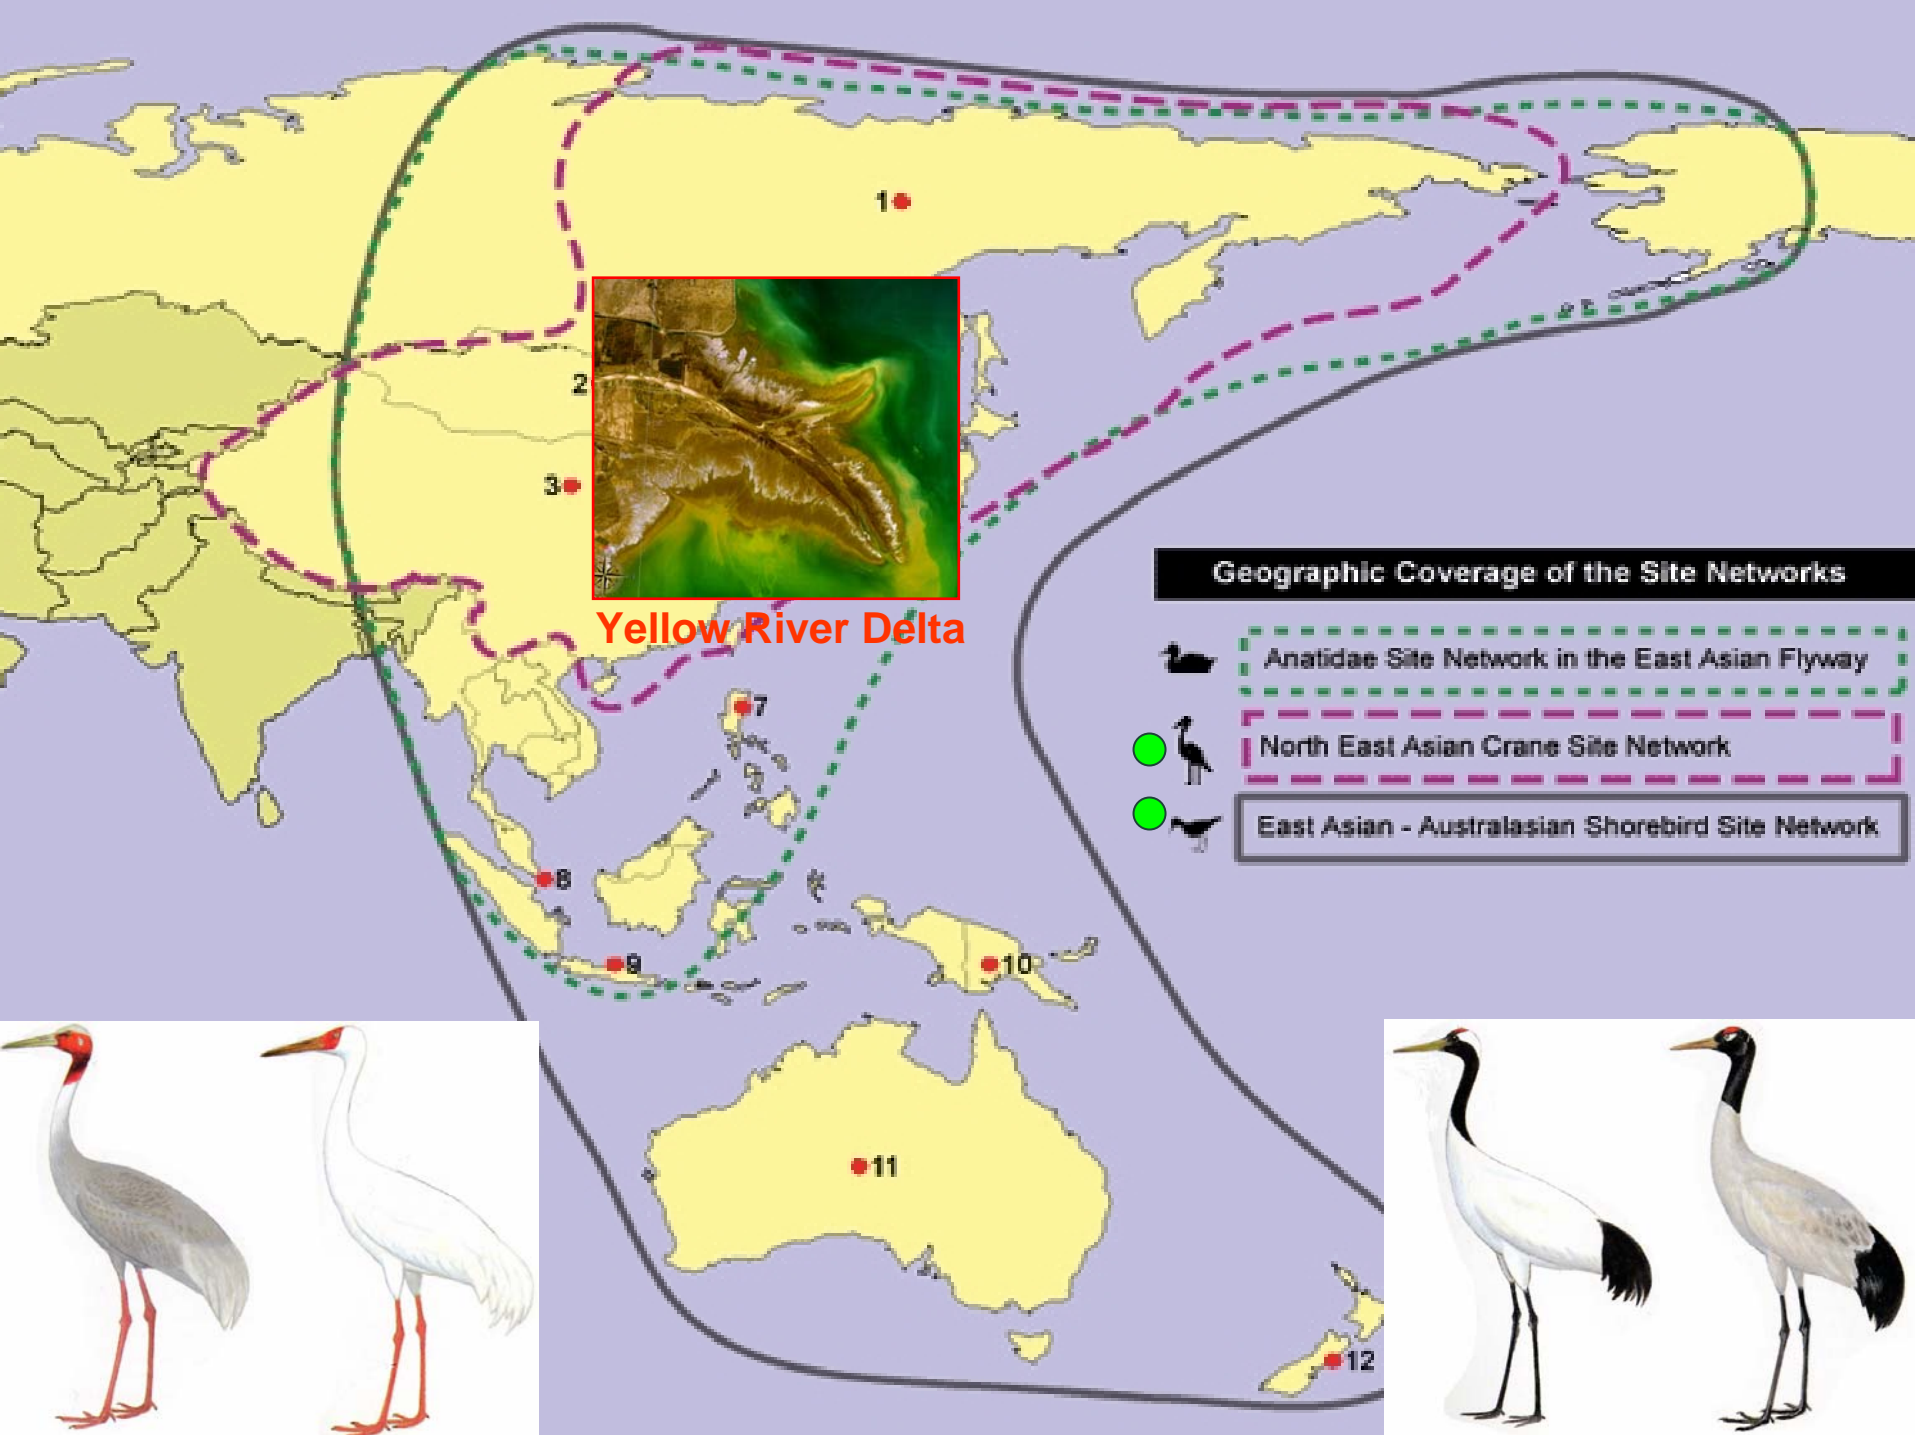 1
2
3
Yellow River Delta
Geographic Coverage of the Site Networks
Anatidae Site Network in the East Asian Flyway
North East Asian Crane Site Network
East Asian - Australasian Shorebird Site Network
7
8
9
10
11
12